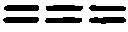 = = =